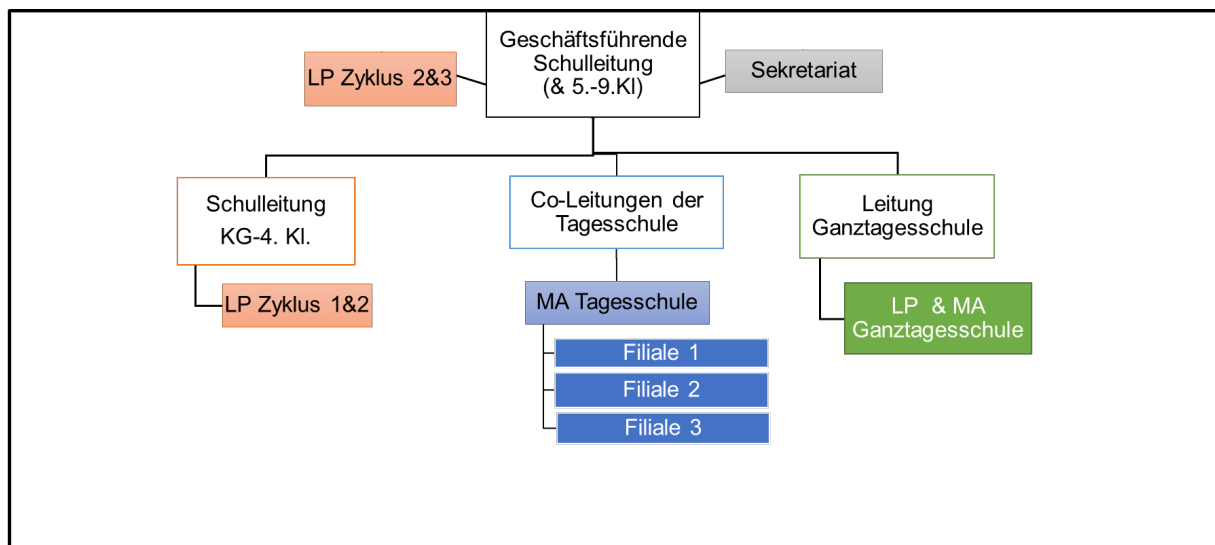 Geschäftsführende
Schulleitung
(& 5.-9.Kl)
LP Zyklus 2&3
Sekretariat
Schulleitung
KG-4. Kl.
Co-Leitungen der
Tagesschule
Leitung
Ganztagesschule
LP Zyklus 1&2
MA Tagesschule
LP & MA
Ganztagesschule
Filiale 1
Filiale 2
Filiale 3